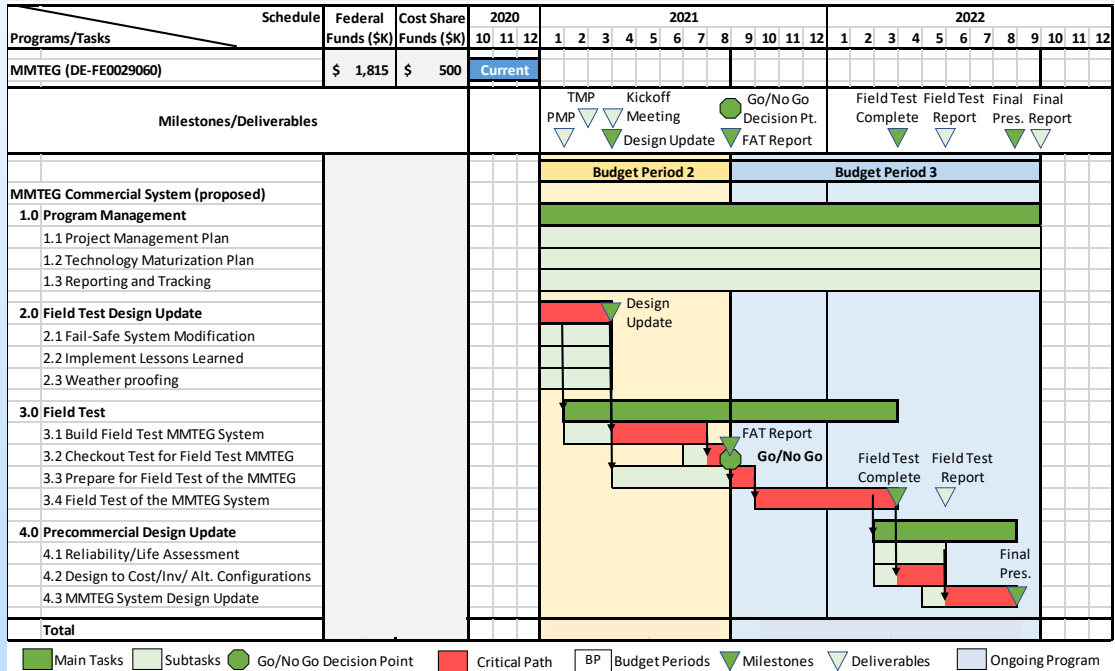 Schedule Federal Cost Share 2020 2021 2022
Programs/Tasks Funds ($K) Funds ($K) 10 11 12 1 2 3 4 5 6 7 8 9 10 11 12 1 2 3 4 5 6 7 8 9 10 11 12
MMTEG (DE-FE0029060) $ 1,815 $ 500 Current
Milestones/Deliverables
TMP
PMP
Kickoff
Meeting
Design Update
Go/No Go
Decision Pt.
FAT Report
Field Test
Complete
Field Test
Report
Final
Pres.
Final
Report
Budget Period 2 Budget Period 3
MMTEG Commercial System (proposed)
1.0 Program Management
1.1 Project Management Plan
1.2 Technology Maturization Plan
1.3 Reporting and Tracking
2.0 Field Test Design Update
Design
Update
2.1 Fail-Safe System Modification
2.2 Implement Lessons Learned
2.3 Weather proofing
3.0 Field Test
3.1 Build Field Test MMTEG System
FAT Report
3.2 Checkout Test for Field Test MMTEG
Go/No Go
3.3 Prepare for Field Test of the MMTEG
Field Test
Complete
Field Test
Report
3.4 Field Test of the MMTEG System
4.0 Precommercial Design Update
4.1 Reliability/Life Assessment
Final
Pres.
4.2 Design to Cost/Inv/ Alt. Configurations
4.3 MMTEG System Design Update
Total
Main Tasks Subtasks Go/No Go Decision Point Critical Path BP Budget Periods Milestones Deliverables Ongoing Program